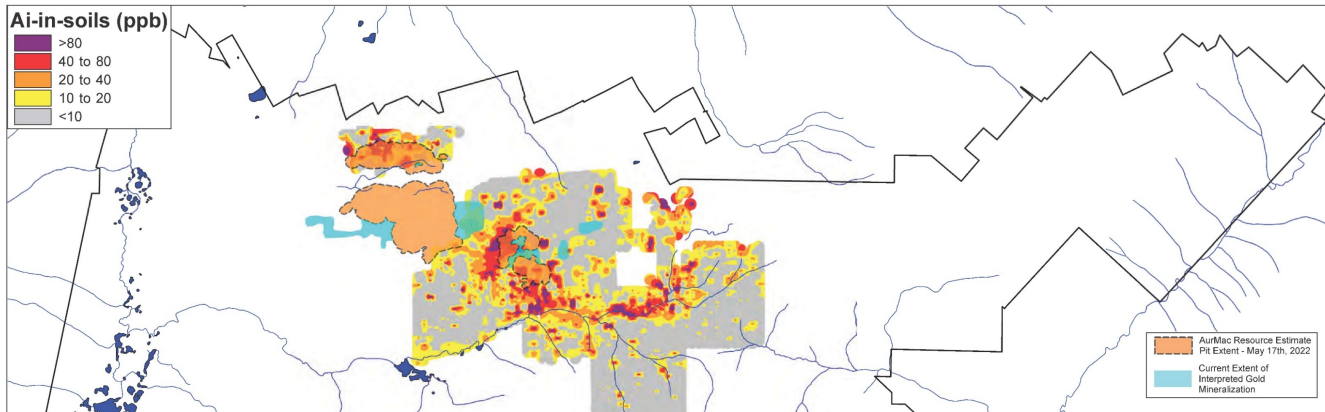 Ai-in-soils (ppb)
>80
40 to 80
20 to 40
10 to 20
<10
AurMac Resource Estimate
Pit Extent - May 17th, 2022
Current Extent of
Interpreted Gold
Mineralization